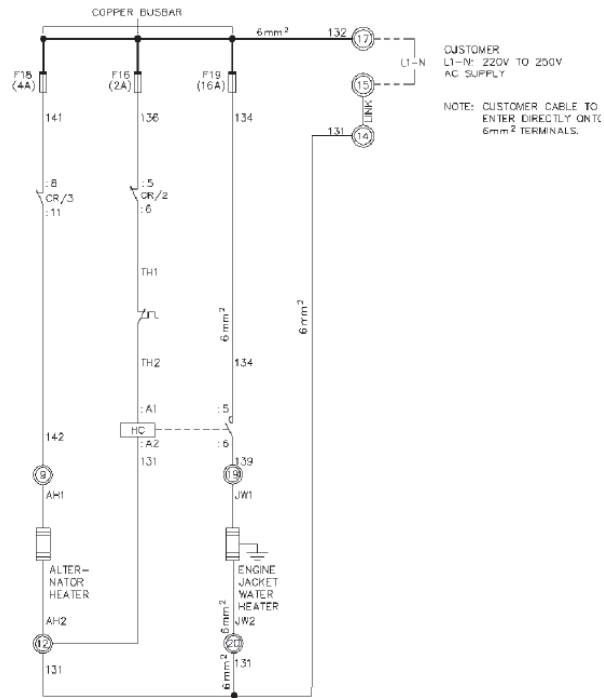 COPPER BUSBAR
6mm²
132
17
L1-N
CUSTOMER
L1-N: 220V TO 250V
AC SUPPLY
F18
(4A)
F16
(2A)
F19
(16A)
15
LINK
NOTE: CUSTOMER CABLE TO
ENTER DIRECTLY ONTO
6mm² TERMINALS.
141
136
134
131
14
:8
CR/3
:11
:5
CR/2
:6
TH1
6mm²
6mm²
TH2
134
:A1
HC
:A2
:5
:6
142
131
139
9
19
AH1
JW1
ALTER-
NATOR
HEATER
ENGINE
JACKET
WATER
HEATER
AH2
6mm²
JW2
12
20
131
6mm²
131